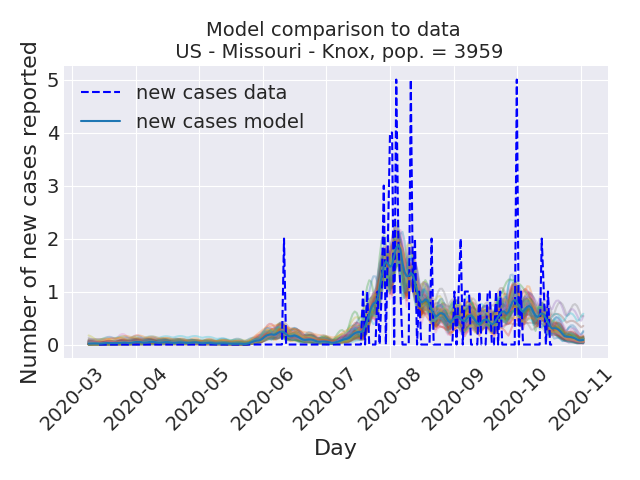 Model comparison to data
US - Missouri - Knox, pop. = 3959
Number of new cases reported
5
4
3
2
1
0
new cases data
new cases model
2020-03
2020-04
2020-05
2020-06
2020-07
2020-08
2020-09
2020-10
2020-11
Day